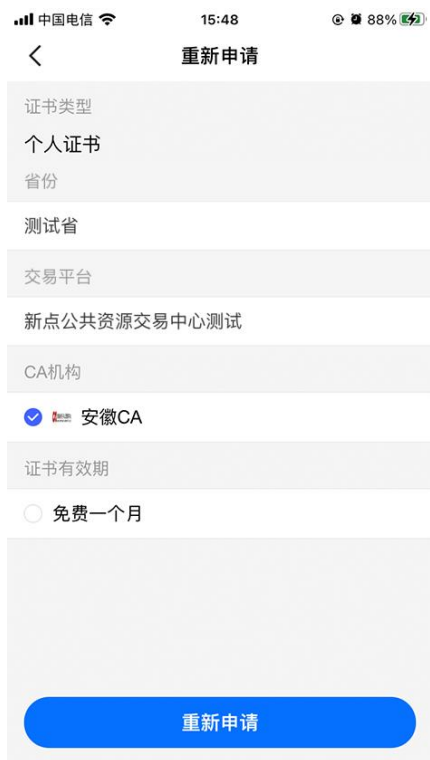 中国电信
15:48
88%
重新申请
证书类型
个人证书
省份
测试省
交易平台
新点公共资源交易中心测试
CA机构
安徽CA
证书有效期
免费一个月
重新申请